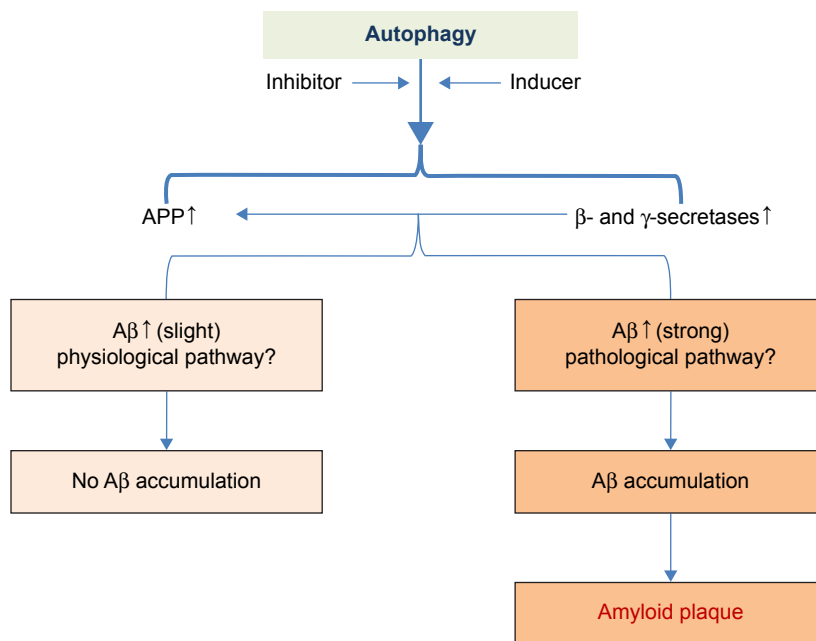 Autophagy
Inhibitor
Inducer
APP↑
β- and γ-secretases↑
Aβ↑ (slight)
physiological pathway?
Aβ↑ (strong)
pathological pathway?
No Aβ accumulation
Aβ accumulation
Amyloid plaque